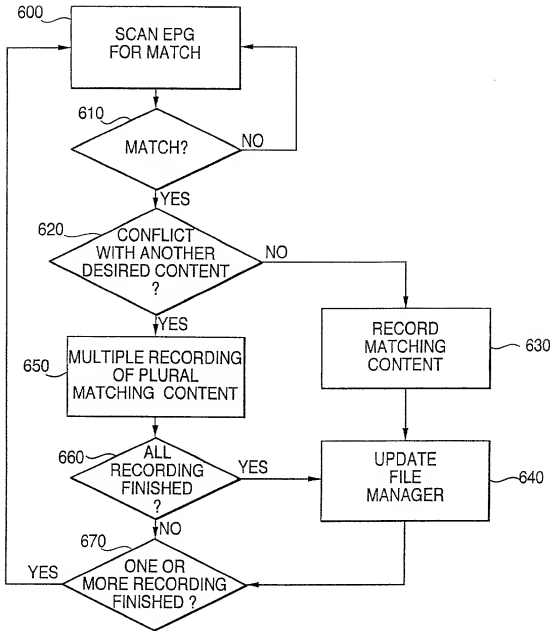 600
SCAN EPG
FOR MATCH
610
MATCH?
NO
YES
620
CONFLICT
WITH ANOTHER
DESIRED CONTENT
?
NO
YES
650
MULTIPLE RECORDING
OF PLURAL
MATCHING CONTENT
RECORD
MATCHING
CONTENT
630
660
ALL
RECORDING
FINISHED
?
YES
NO
UPDATE
FILE
MANAGER
640
670
YES
ONE OR
MORE RECORDING
FINISHED ?